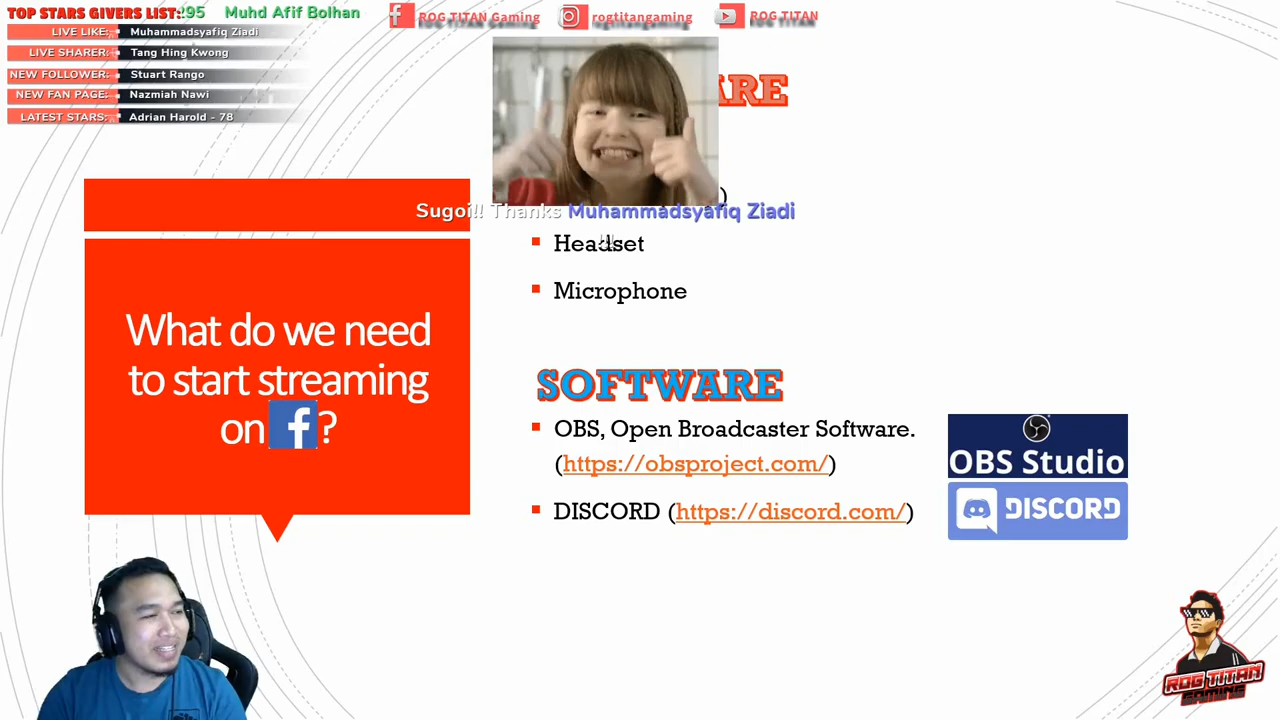 TOP STARS GIVERS LIST: 295 Muhd Afif Bolhan
LIVE LIKE: Muhammadsyafiq Ziadi
LIVE SHARER: Tang Hing Kwong
NEW FOLLOWER: Stuart Rango
NEW FAN PAGE: Nazmiah Nawi
LATEST STARS: Adrian Harold - 78
ROG TITAN Gaming
rogtitangaming
ROG TITAN
ARE
)
Sugoi!! Thanks Muhammadsyafiq Ziadi
Headset
Microphone
What do we need
to start streaming
on f?
SOFTWARE
OBS, Open Broadcaster Software.
(https://obsproject.com/)
DISCORD (https://discord.com/)
OBS Studio
DISCORD
ROG TITAN
GAMING